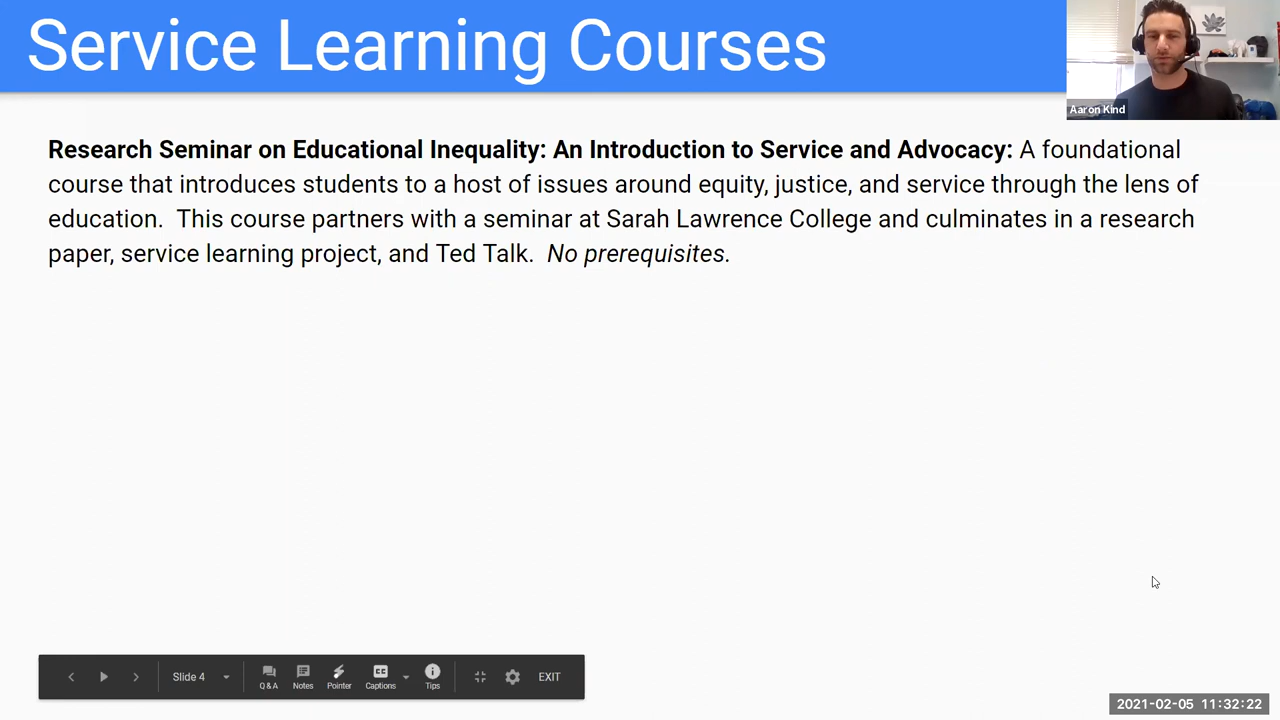 Service Learning Courses
Aaron Kind
Research Seminar on Educational Inequality: An Introduction to Service and Advocacy: A foundational
course that introduces students to a host of issues around equity, justice, and service through the lens of
education.  This course partners with a seminar at Sarah Lawrence College and culminates in a research
paper, service learning project, and Ted Talk.  No prerequisites.
Slide 4
Q & A
Notes
Pointer
CC
Captions
Tips
EXIT
2021-02-05 11:32:22